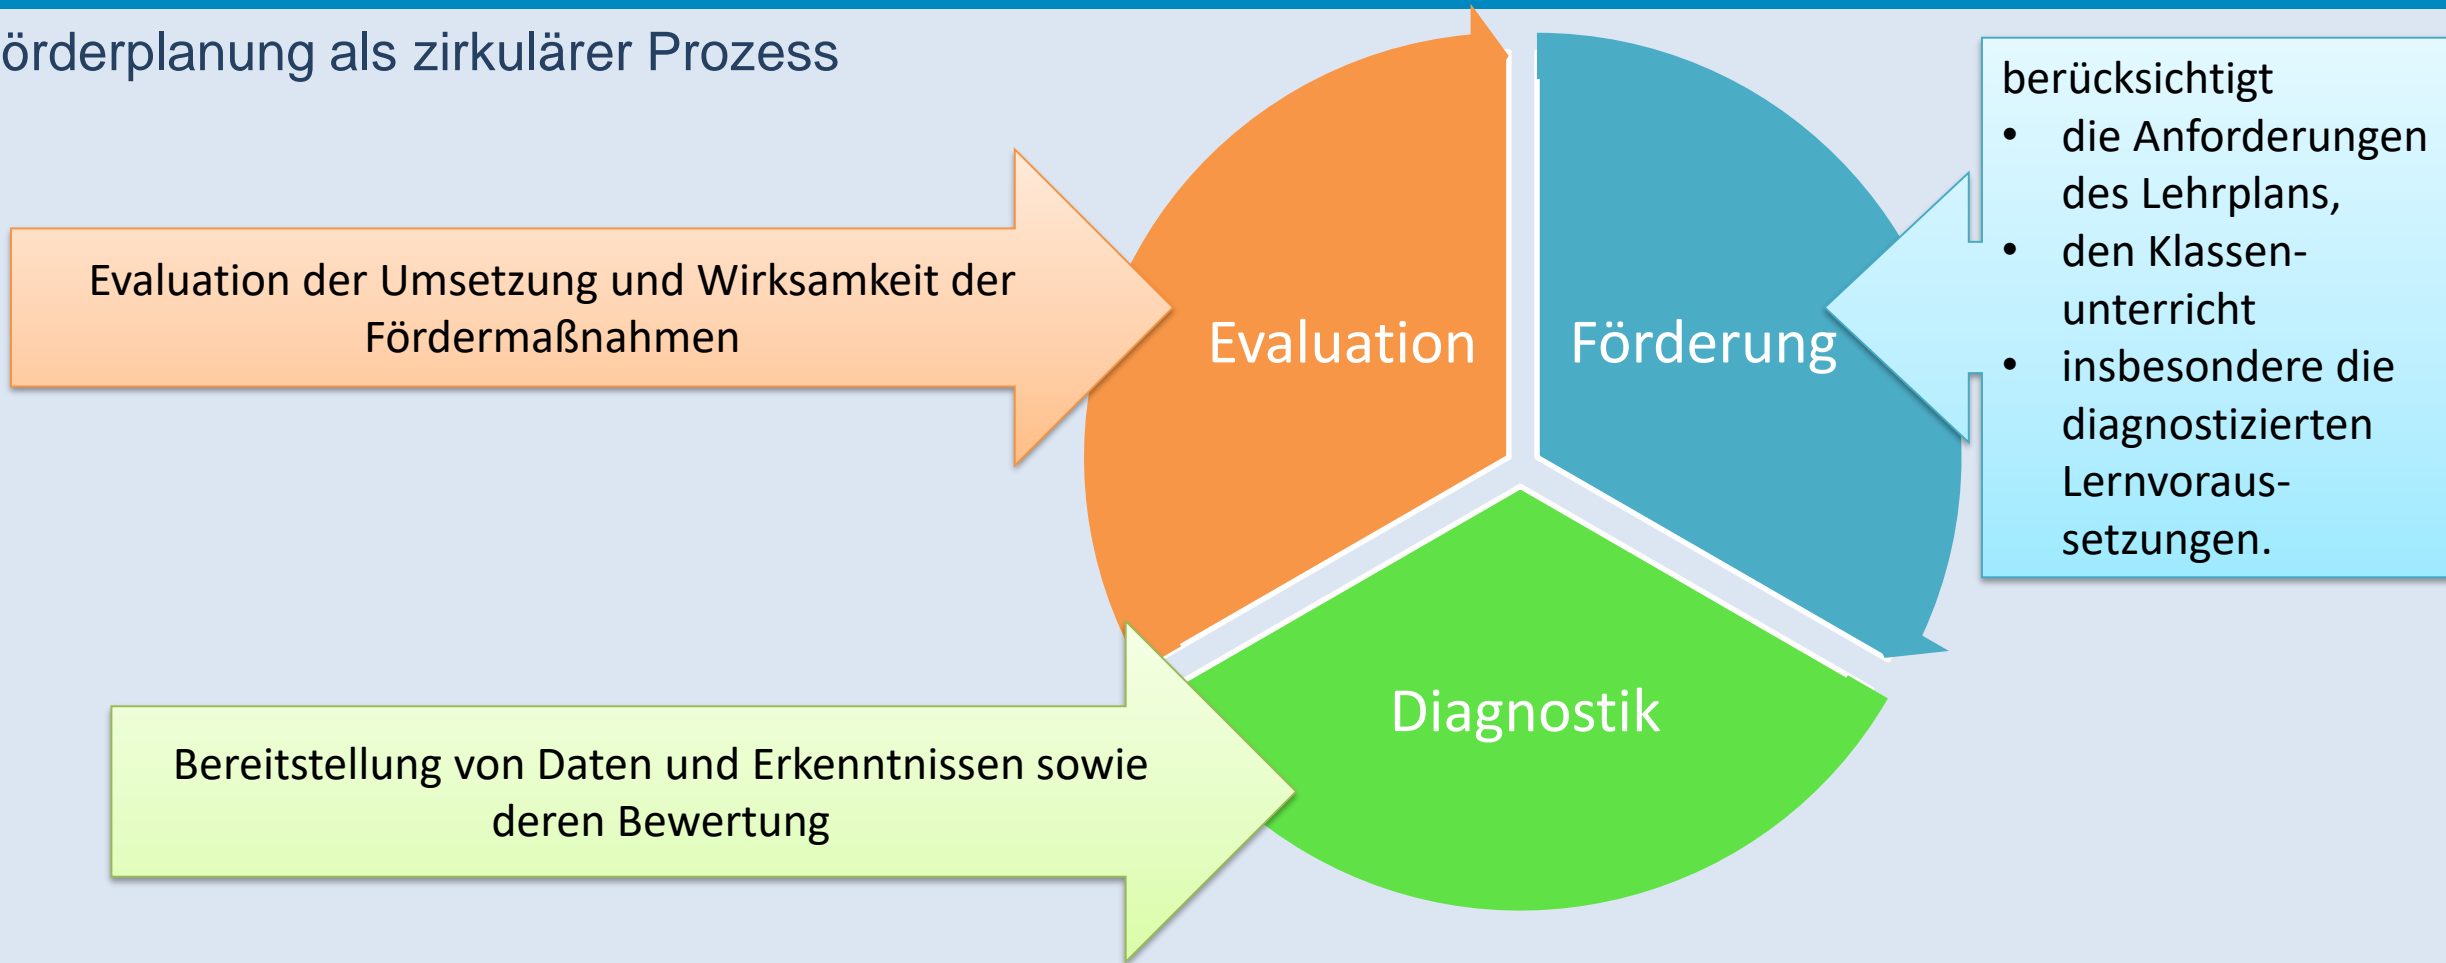 örderplanung als zirkulärer Prozess
Evaluation der Umsetzung und Wirksamkeit der
Fördermaßnahmen
Evaluation
Förderung
berücksichtigt
• die Anforderungen
des Lehrplans,
• den Klassen-
unterricht
• insbesondere die
diagnostizierten
Lernvoraus-
setzungen.
Diagnostik
Bereitstellung von Daten und Erkenntnissen sowie
deren Bewertung